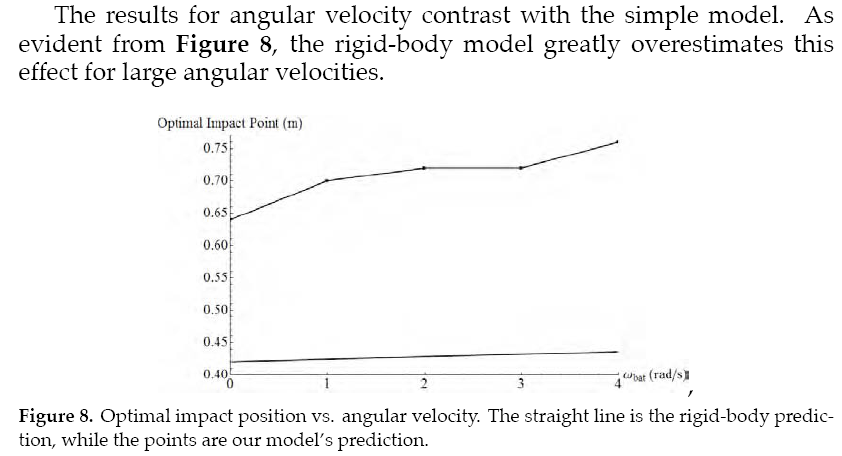 The results for angular velocity contrast with the simple model. As
evident from Figure 8, the rigid-body model greatly overestimates this
effect for large angular velocities.
Optimal Impact Point (m)
0.75
0.70
0.65
0.60
0.55
0.50
0.45
0.40
0 1 2 3 4 ωbat (rad/s)
Figure 8. Optimal impact position vs. angular velocity. The straight line is the rigid-body predic-
tion, while the points are our model's prediction.